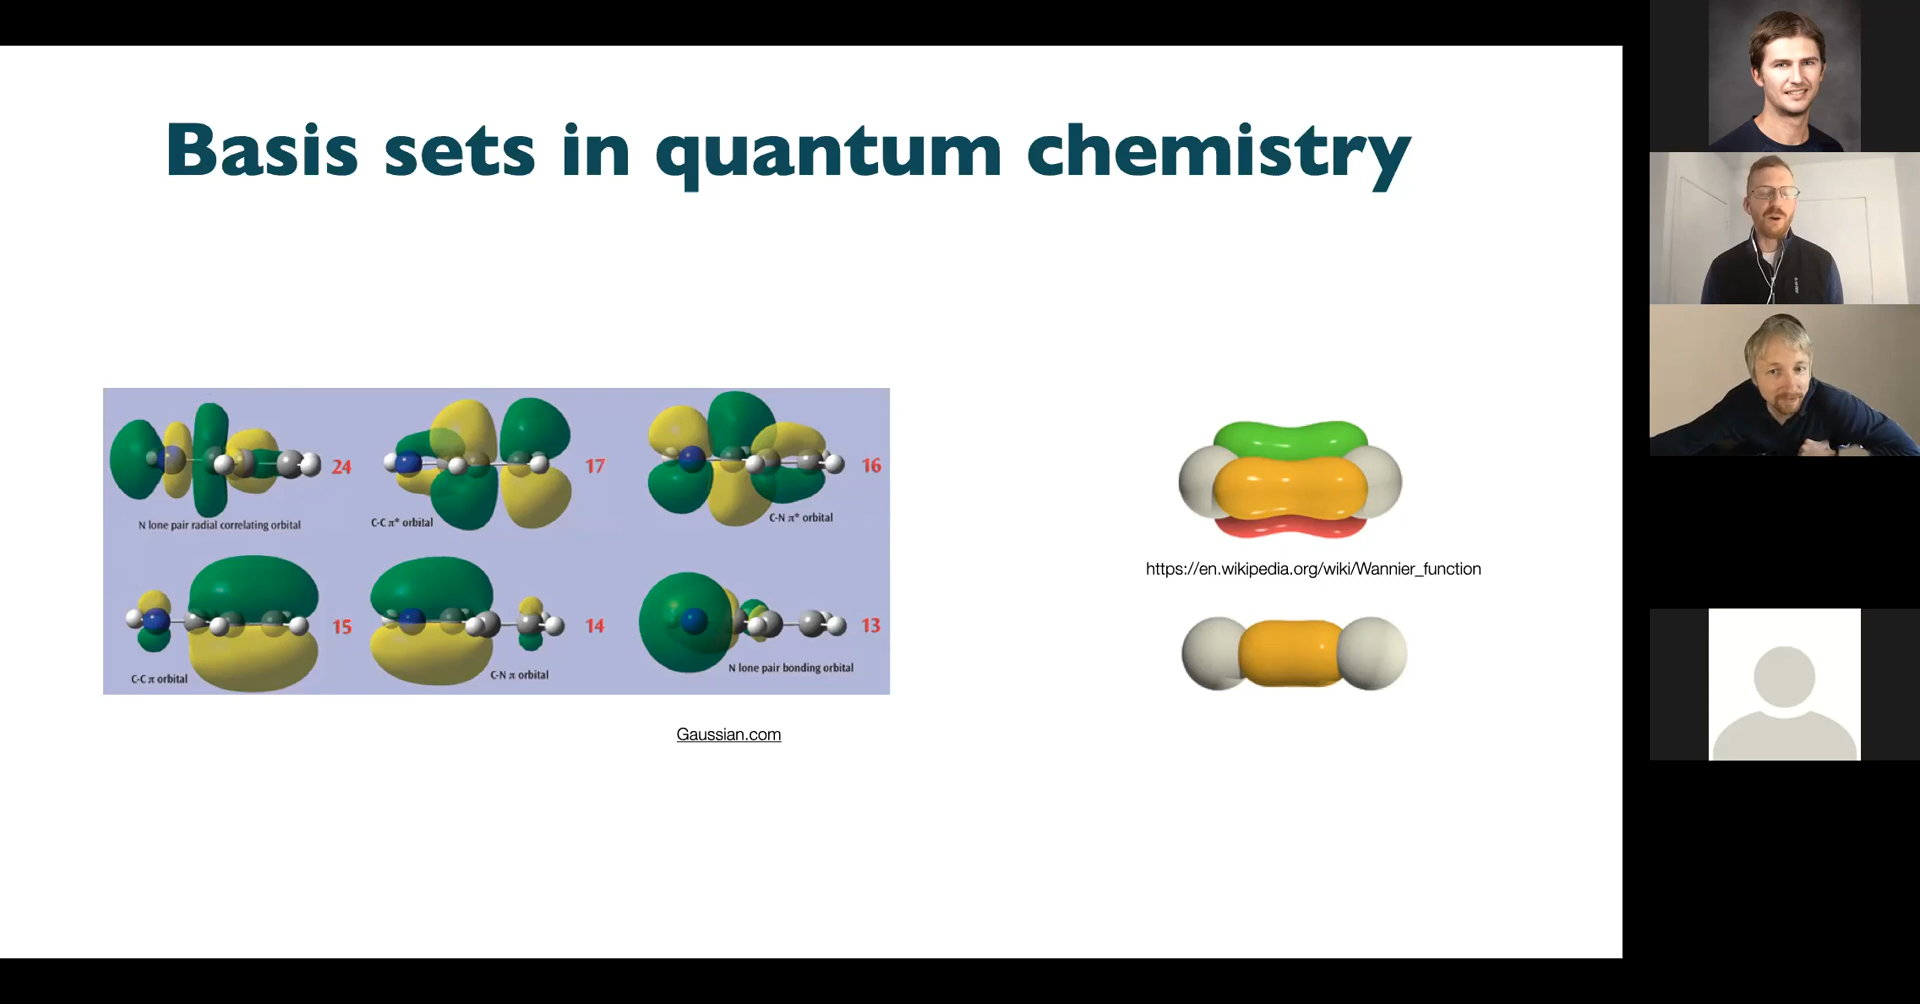 Basis sets in quantum chemistry
24
N lone pair radial correlating orbital
17
C-C π* orbital
16
C-N π* orbital
15
C-C π orbital
14
C-N π orbital
13
N lone pair bonding orbital
Gaussian.com
https://en.wikipedia.org/wiki/Wannier_function